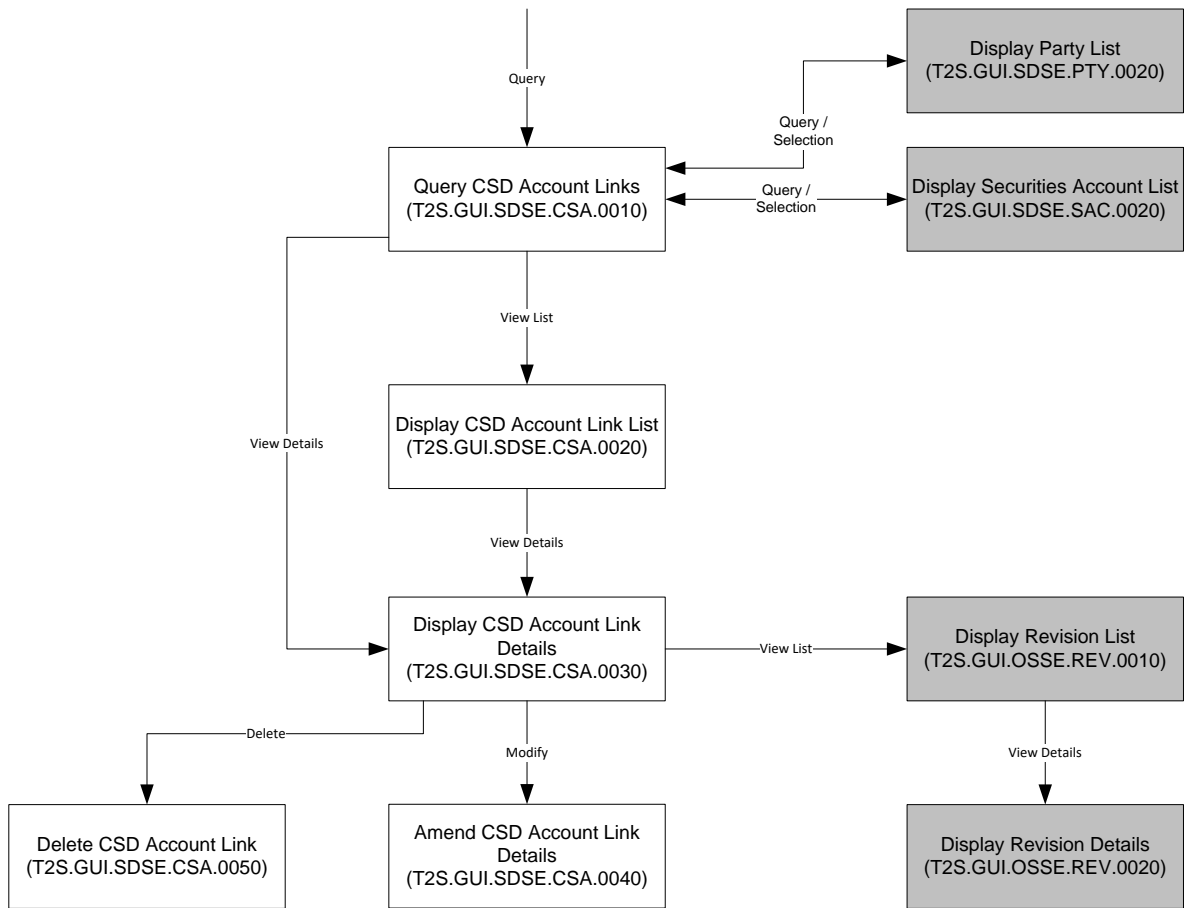 Display Party List
(T2S.GUI.SDSE.PTY.0020)
Query
Query /
Selection
Query CSD Account Links
(T2S.GUI.SDSE.CSA.0010)
Query /
Selection
Display Securities Account List
(T2S.GUI.SDSE.SAC.0020)
View List
Display CSD Account Link List
(T2S.GUI.SDSE.CSA.0020)
View Details
View Details
Display CSD Account Link
Details
(T2S.GUI.SDSE.CSA.0030)
View List
Display Revision List
(T2S.GUI.OSSE.REV.0010)
Delete
Modify
View Details
Delete CSD Account Link
(T2S.GUI.SDSE.CSA.0050)
Amend CSD Account Link
Details
(T2S.GUI.SDSE.CSA.0040)
Display Revision Details
(T2S.GUI.OSSE.REV.0020)